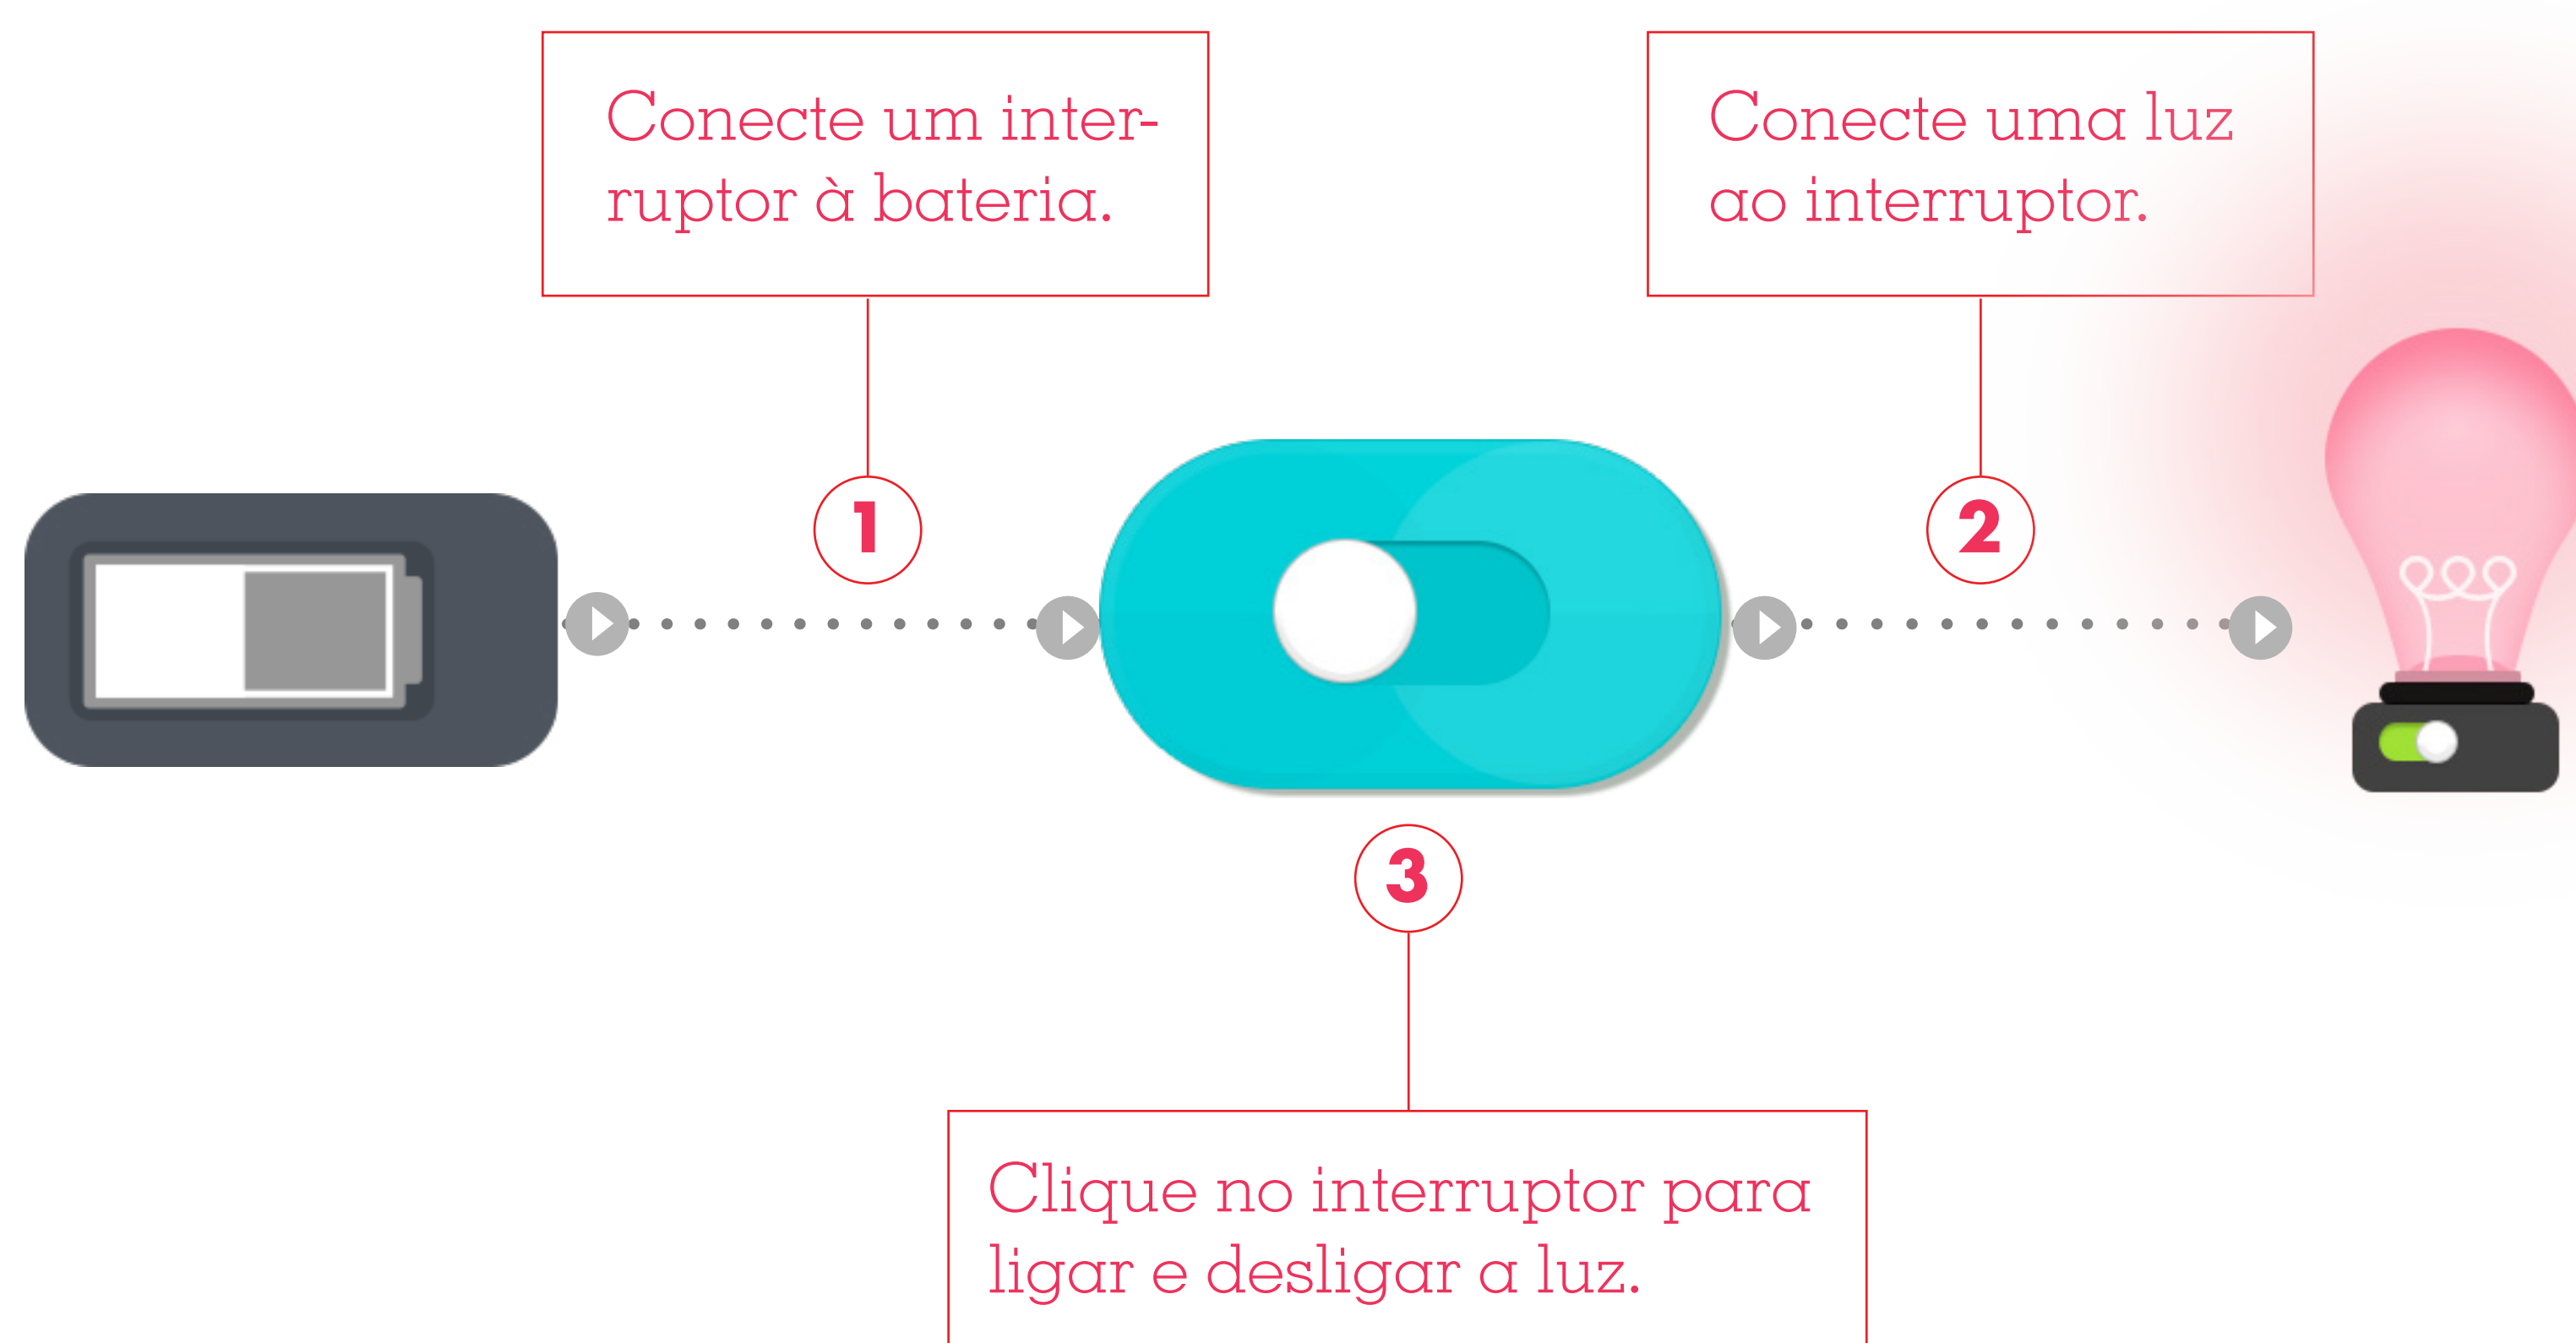 Conecte um inter-
ruptor à bateria.
Conecte uma luz
ao interruptor.
1
2
3
Clique no interruptor para
ligar e desligar a luz.